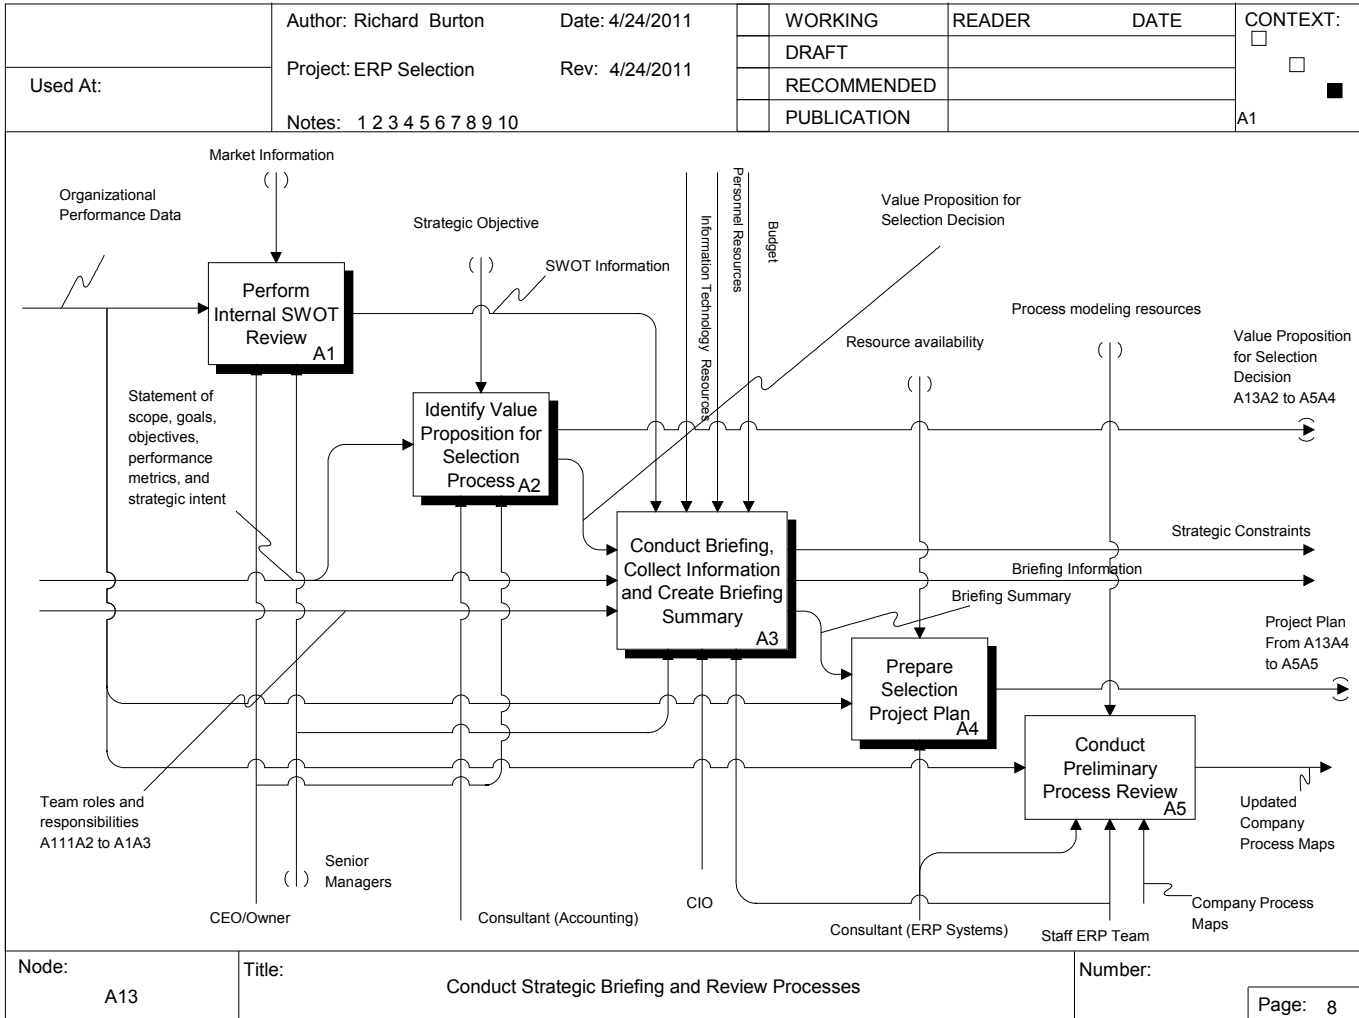 Author: Richard Burton
Date: 4/24/2011
WORKING
READER
DATE
CONTEXT:
DRAFT
Used At:
Project: ERP Selection
Rev: 4/24/2011
RECOMMENDED
Notes: 1 2 3 4 5 6 7 8 9 10
PUBLICATION
A1
Market Information
( )
Organizational
Performance Data
Strategic Objective
( )
SWOT Information
Information Technology Resources
Personnel Resources
Budget
Value Proposition for
Selection Decision
Perform
Internal SWOT
Review
A1
Process modeling resources
( )
Resource availability
( )
Value Proposition
for Selection
Decision
A13A2 to A5A4
( )
Statement of
scope, goals,
objectives,
performance
metrics, and
strategic intent
Identify Value
Proposition for
Selection
Process
A2
Conduct Briefing,
Collect Information
and Create Briefing
Summary
A3
Strategic Constraints
Briefing Information
Briefing Summary
Project Plan
From A13A4
to A5A5
( )
Prepare
Selection
Project Plan
A4
Conduct
Preliminary
Process Review
A5
Updated
Company
Process Maps
Team roles and
responsibilities
A111A2 to A1A3
( )
Senior
Managers
CEO/Owner
Consultant (Accounting)
CIO
Consultant (ERP Systems)
Staff ERP Team
Company Process
Maps
Node:
A13
Title:
Conduct Strategic Briefing and Review Processes
Number:
Page: 8